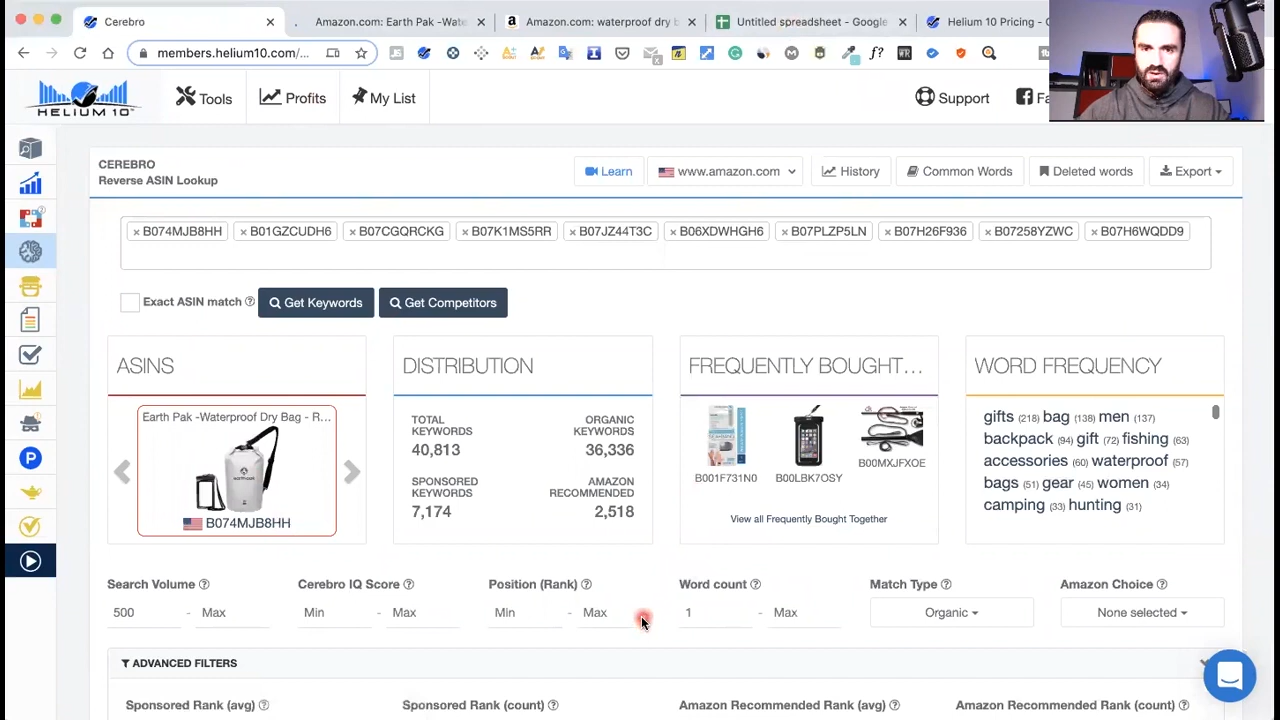 Cerebro
Amazon.com: Earth Pak -Wate
Amazon.com: waterproof dry b
Untitled spreadsheet - Google
Helium 10 Pricing - C
members.helium10.com/...
HELIUM 10
Tools
Profits
My List
Support
Fa
CEREBRO
Reverse ASIN Lookup
Learn
www.amazon.com
History
Common Words
Deleted words
Export
× B074MJB8HH × B01GZCUDH6 × B07CGQRCKG × B07K1MS5RR × B07JZ44T3C × B06XDWHGH6 × B07PLZP5LN × B07H26F936 × B07258YZWC × B07H6WQDD9
Exact ASIN match
Get Keywords
Get Competitors
ASINS
Earth Pak -Waterproof Dry Bag - R...
B074MJB8HH
DISTRIBUTION
TOTAL KEYWORDS
40,813
ORGANIC KEYWORDS
36,336
SPONSORED KEYWORDS
7,174
AMAZON RECOMMENDED
2,518
FREQUENTLY BOUGHT...
B001F731N0
B00LBK7OSY
B00MXJFXOE
View all Frequently Bought Together
WORD FREQUENCY
gifts (218) bag (138) men (137)
backpack (94) gift (72) fishing (63)
accessories (60) waterproof (57)
bags (51) gear (45) women (34)
camping (33) hunting (31)
Search Volume
500 - Max
Cerebro IQ Score
Min - Max
Position (Rank)
Min - Max
Word count
1 - Max
Match Type
Organic
Amazon Choice
None selected
ADVANCED FILTERS
Sponsored Rank (avg)
Sponsored Rank (count)
Amazon Recommended Rank (avg)
Amazon Recommended Rank (count)